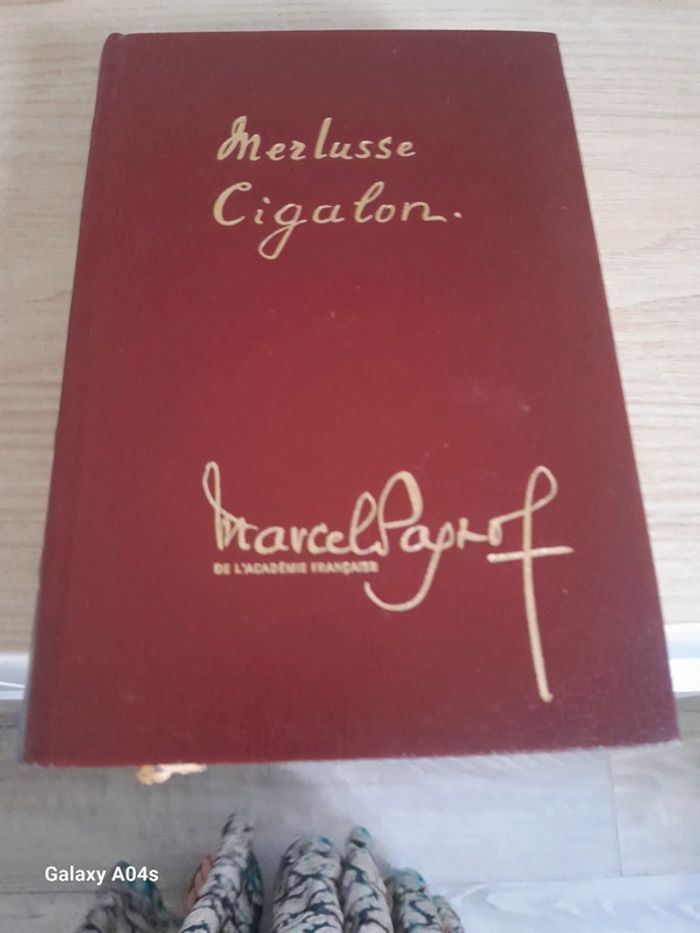 Merlusse
Cigalon.
Marcel Pagnol
DE L'ACADÉMIE FRANÇAISE
Galaxy A04s